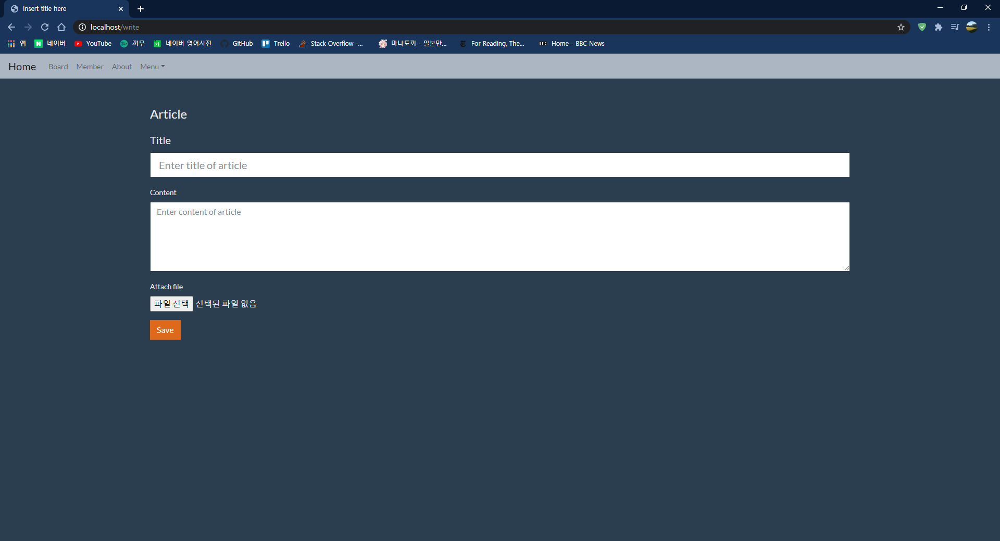 Insert title here
localhost/write
앱 네이버 YouTube 꺼무 네이버 영어사전 GitHub Trello Stack Overflow -... 마나토끼 - 일본만... For Reading, The... BBC Home - BBC News
Home Board Member About Menu
Article
Title
Enter title of article
Content
Enter content of article
Attach file
파일 선택 선택된 파일 없음
Save